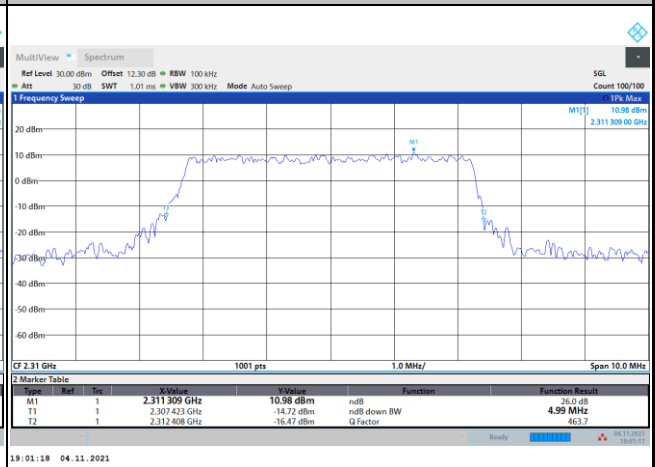 MultiView Spectrum
Ref Level 30.00 dBm Offset 12.30 dB RBW 100 kHz SGL
Att 30 dB SWT 1.01 ms VBW 300 kHz Mode Auto Sweep Count 100/100
1 Frequency Sweep 1Pk Max
M1[1] 10.98 dBm
2.311 309 00 GHz
M1
20 dBm
10 dBm
0 dBm
-10 dBm
T1
T2
-20 dBm
-30 dBm
-40 dBm
-50 dBm
-60 dBm
CF 2.31 GHz 1001 pts 1.0 MHz/ Span 10.0 MHz
2 Marker Table
Type Ref Trc X-Value Y-Value Function Function Result
M1 1 2.311 309 GHz 10.98 dBm ndB 26.0 dB
T1 1 2.307 423 GHz -14.72 dBm ndB down BW 4.99 MHz
T2 1 2.312 408 GHz -16.47 dBm Q Factor 463.7
Ready 04.11.2021
19:01:17
19:01:18 04.11.2021